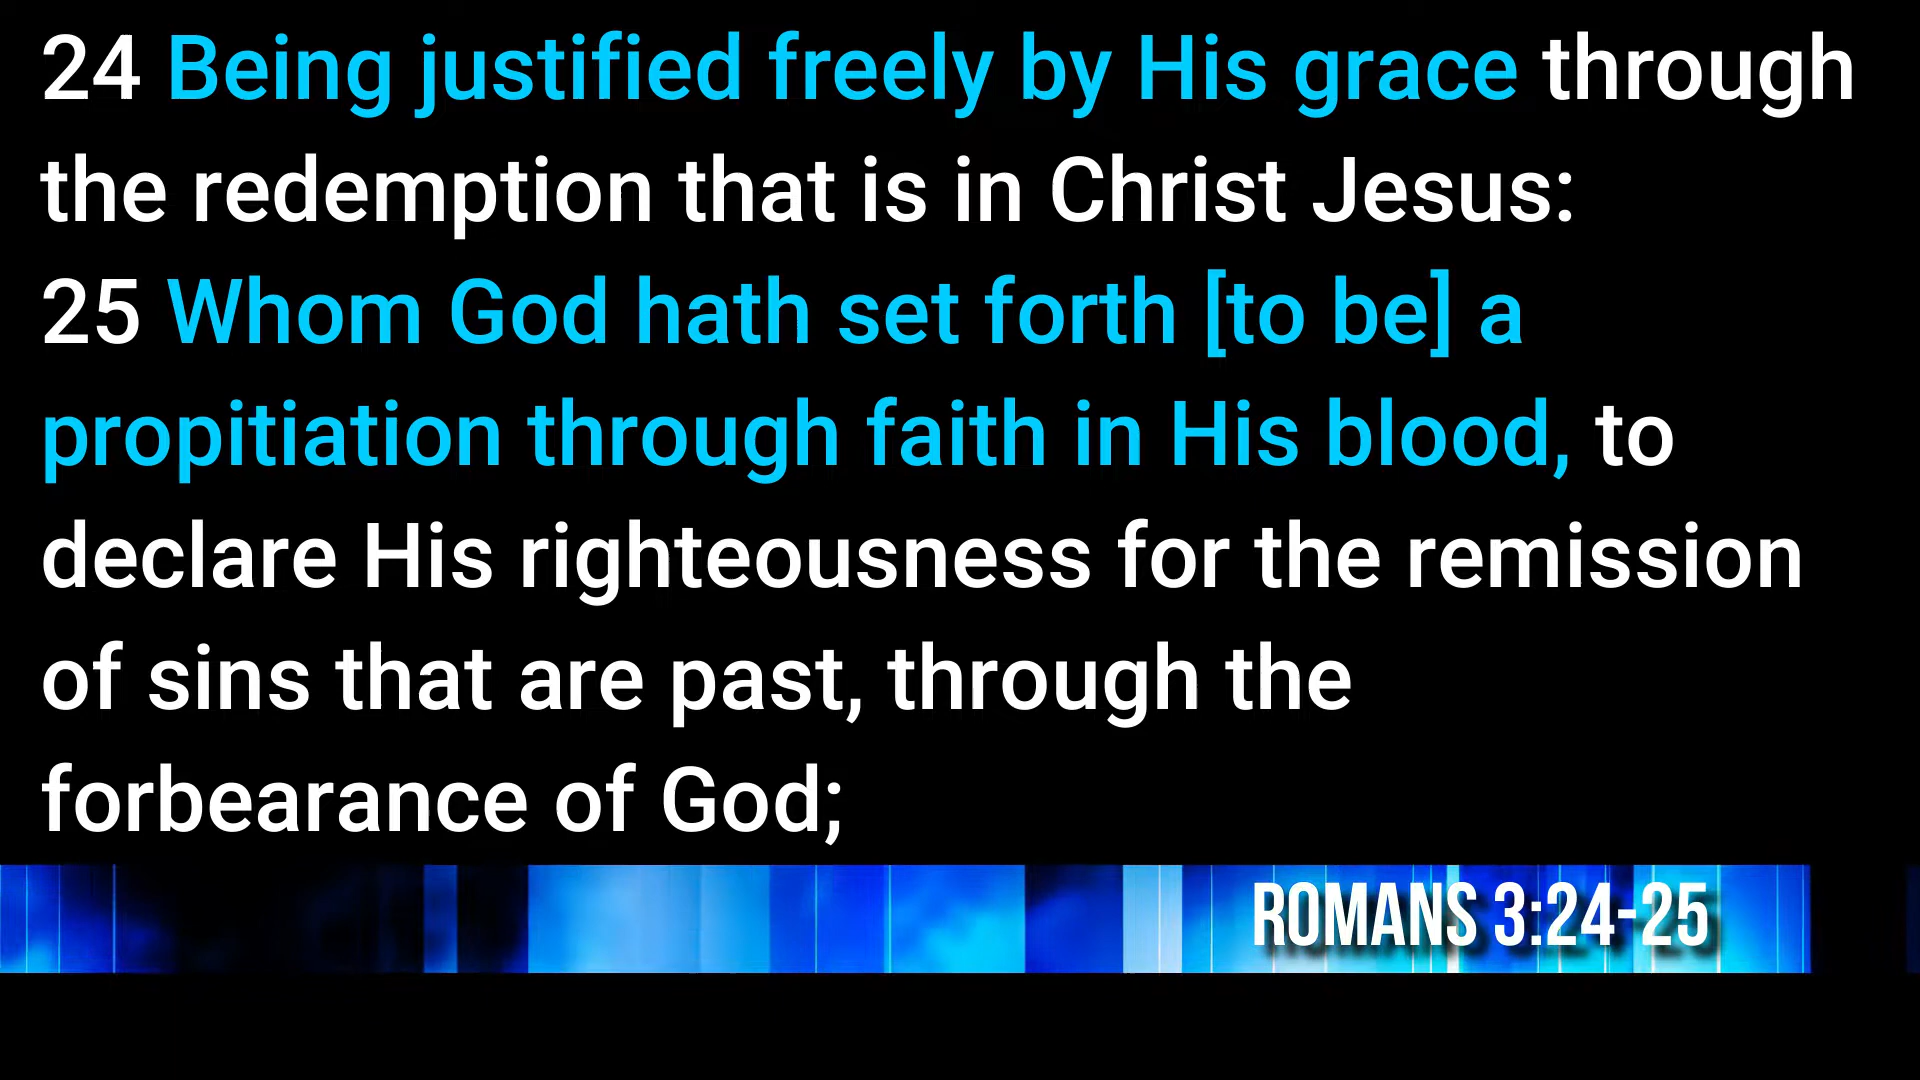 24 Being justified freely by His grace through
the redemption that is in Christ Jesus:
25 Whom God hath set forth [to be] a
propitiation through faith in His blood, to
declare His righteousness for the remission
of sins that are past, through the
forbearance of God;
ROMANS 3:24-25